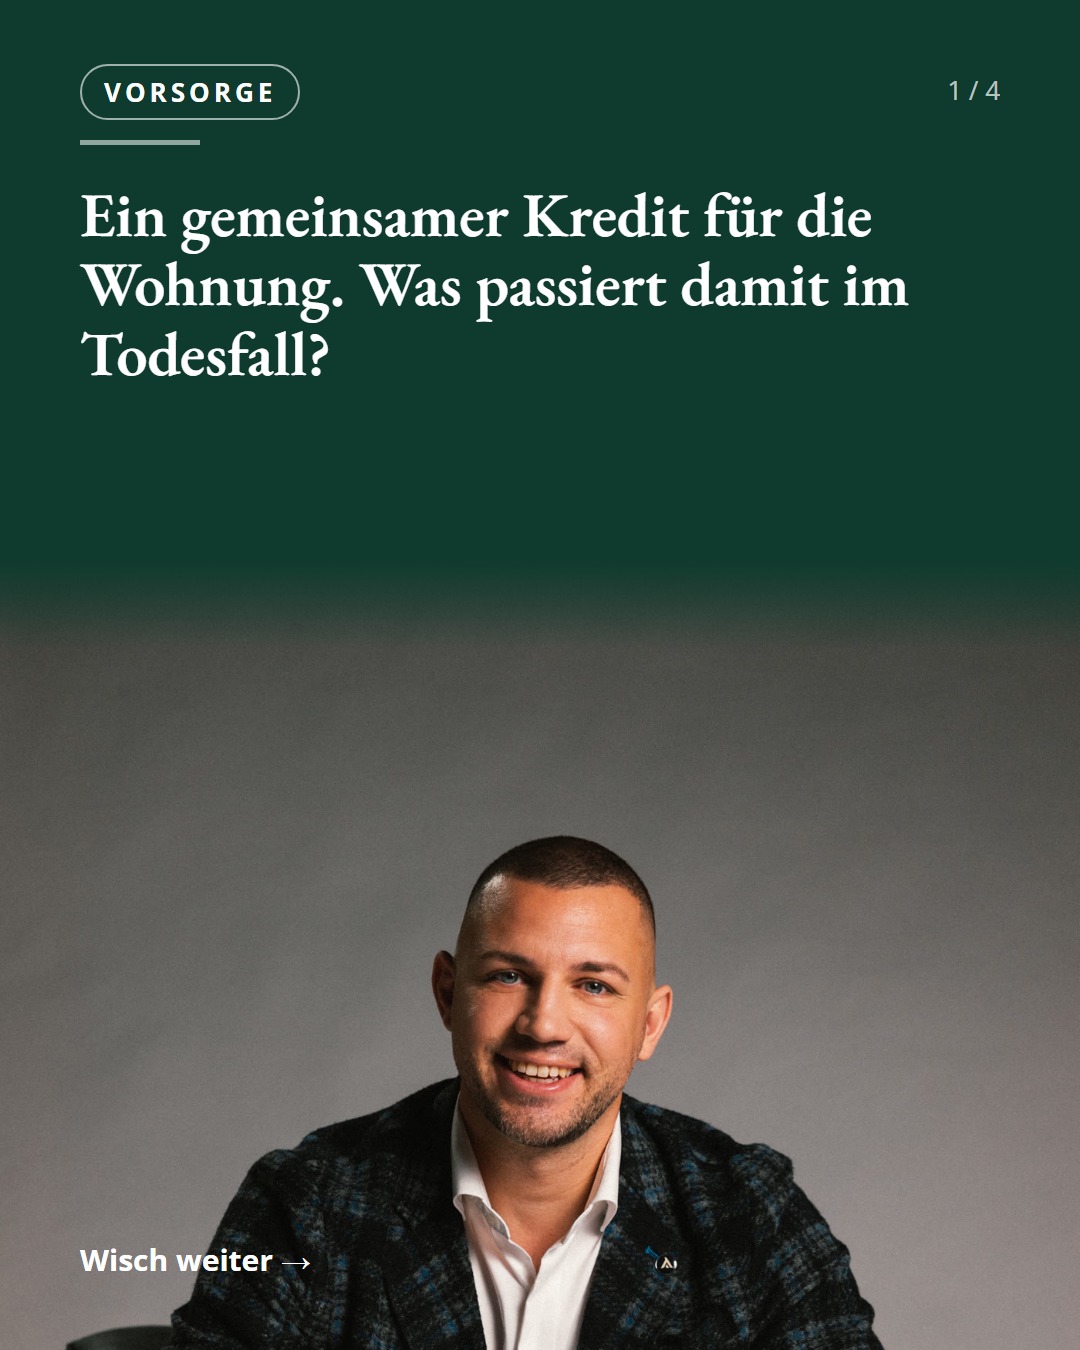 VORSORGE
1 / 4
Ein gemeinsamer Kredit für die
Wohnung. Was passiert damit im
Todesfall?
Wisch weiter →